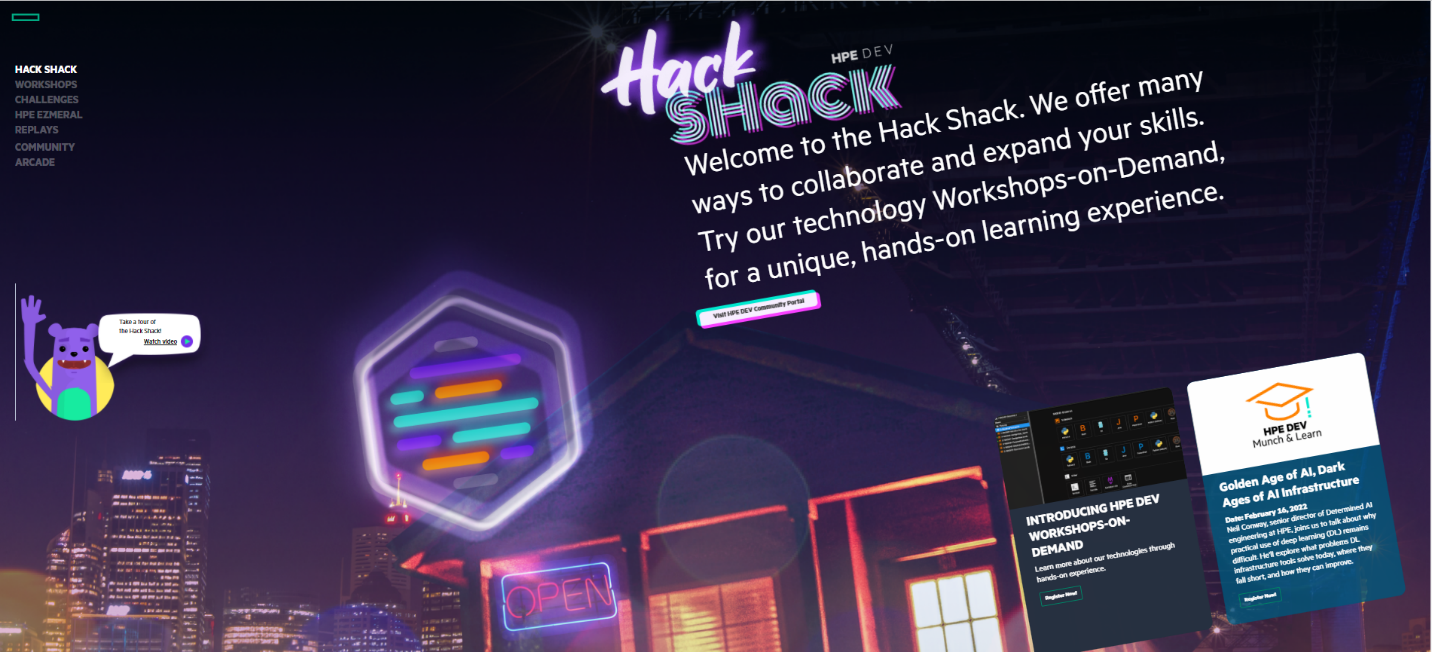 HACK SHACK
WORKSHOPS
CHALLENGES
HPE EZMERAL
REPLAYS
COMMUNITY
ARCADE
Take a tour of
the Hack Shack!
Watch video
Hack
HPE DEV
SHACK
Welcome to the Hack Shack. We offer many
ways to collaborate and expand your skills.
Try our technology Workshops-on-Demand,
for a unique, hands-on learning experience.
Visit HPE DEV Community Portal
OPEN
INTRODUCING HPE DEV
WORKSHOPS-ON-
DEMAND
Learn more about our technologies through
hands-on experience.
Register Now!
HPE DEV
Munch & Learn
Golden Age of AI, Dark
Ages of AI Infrastructure
Date: February 16, 2022
Neil Conway, senior director of Determined AI
engineering at HPE, joins us to talk about why
practical use of deep learning (DL) remains
difficult. He'll explore what problems DL
infrastructure tools solve today, where they
fall short, and how they can improve.
Register Now!